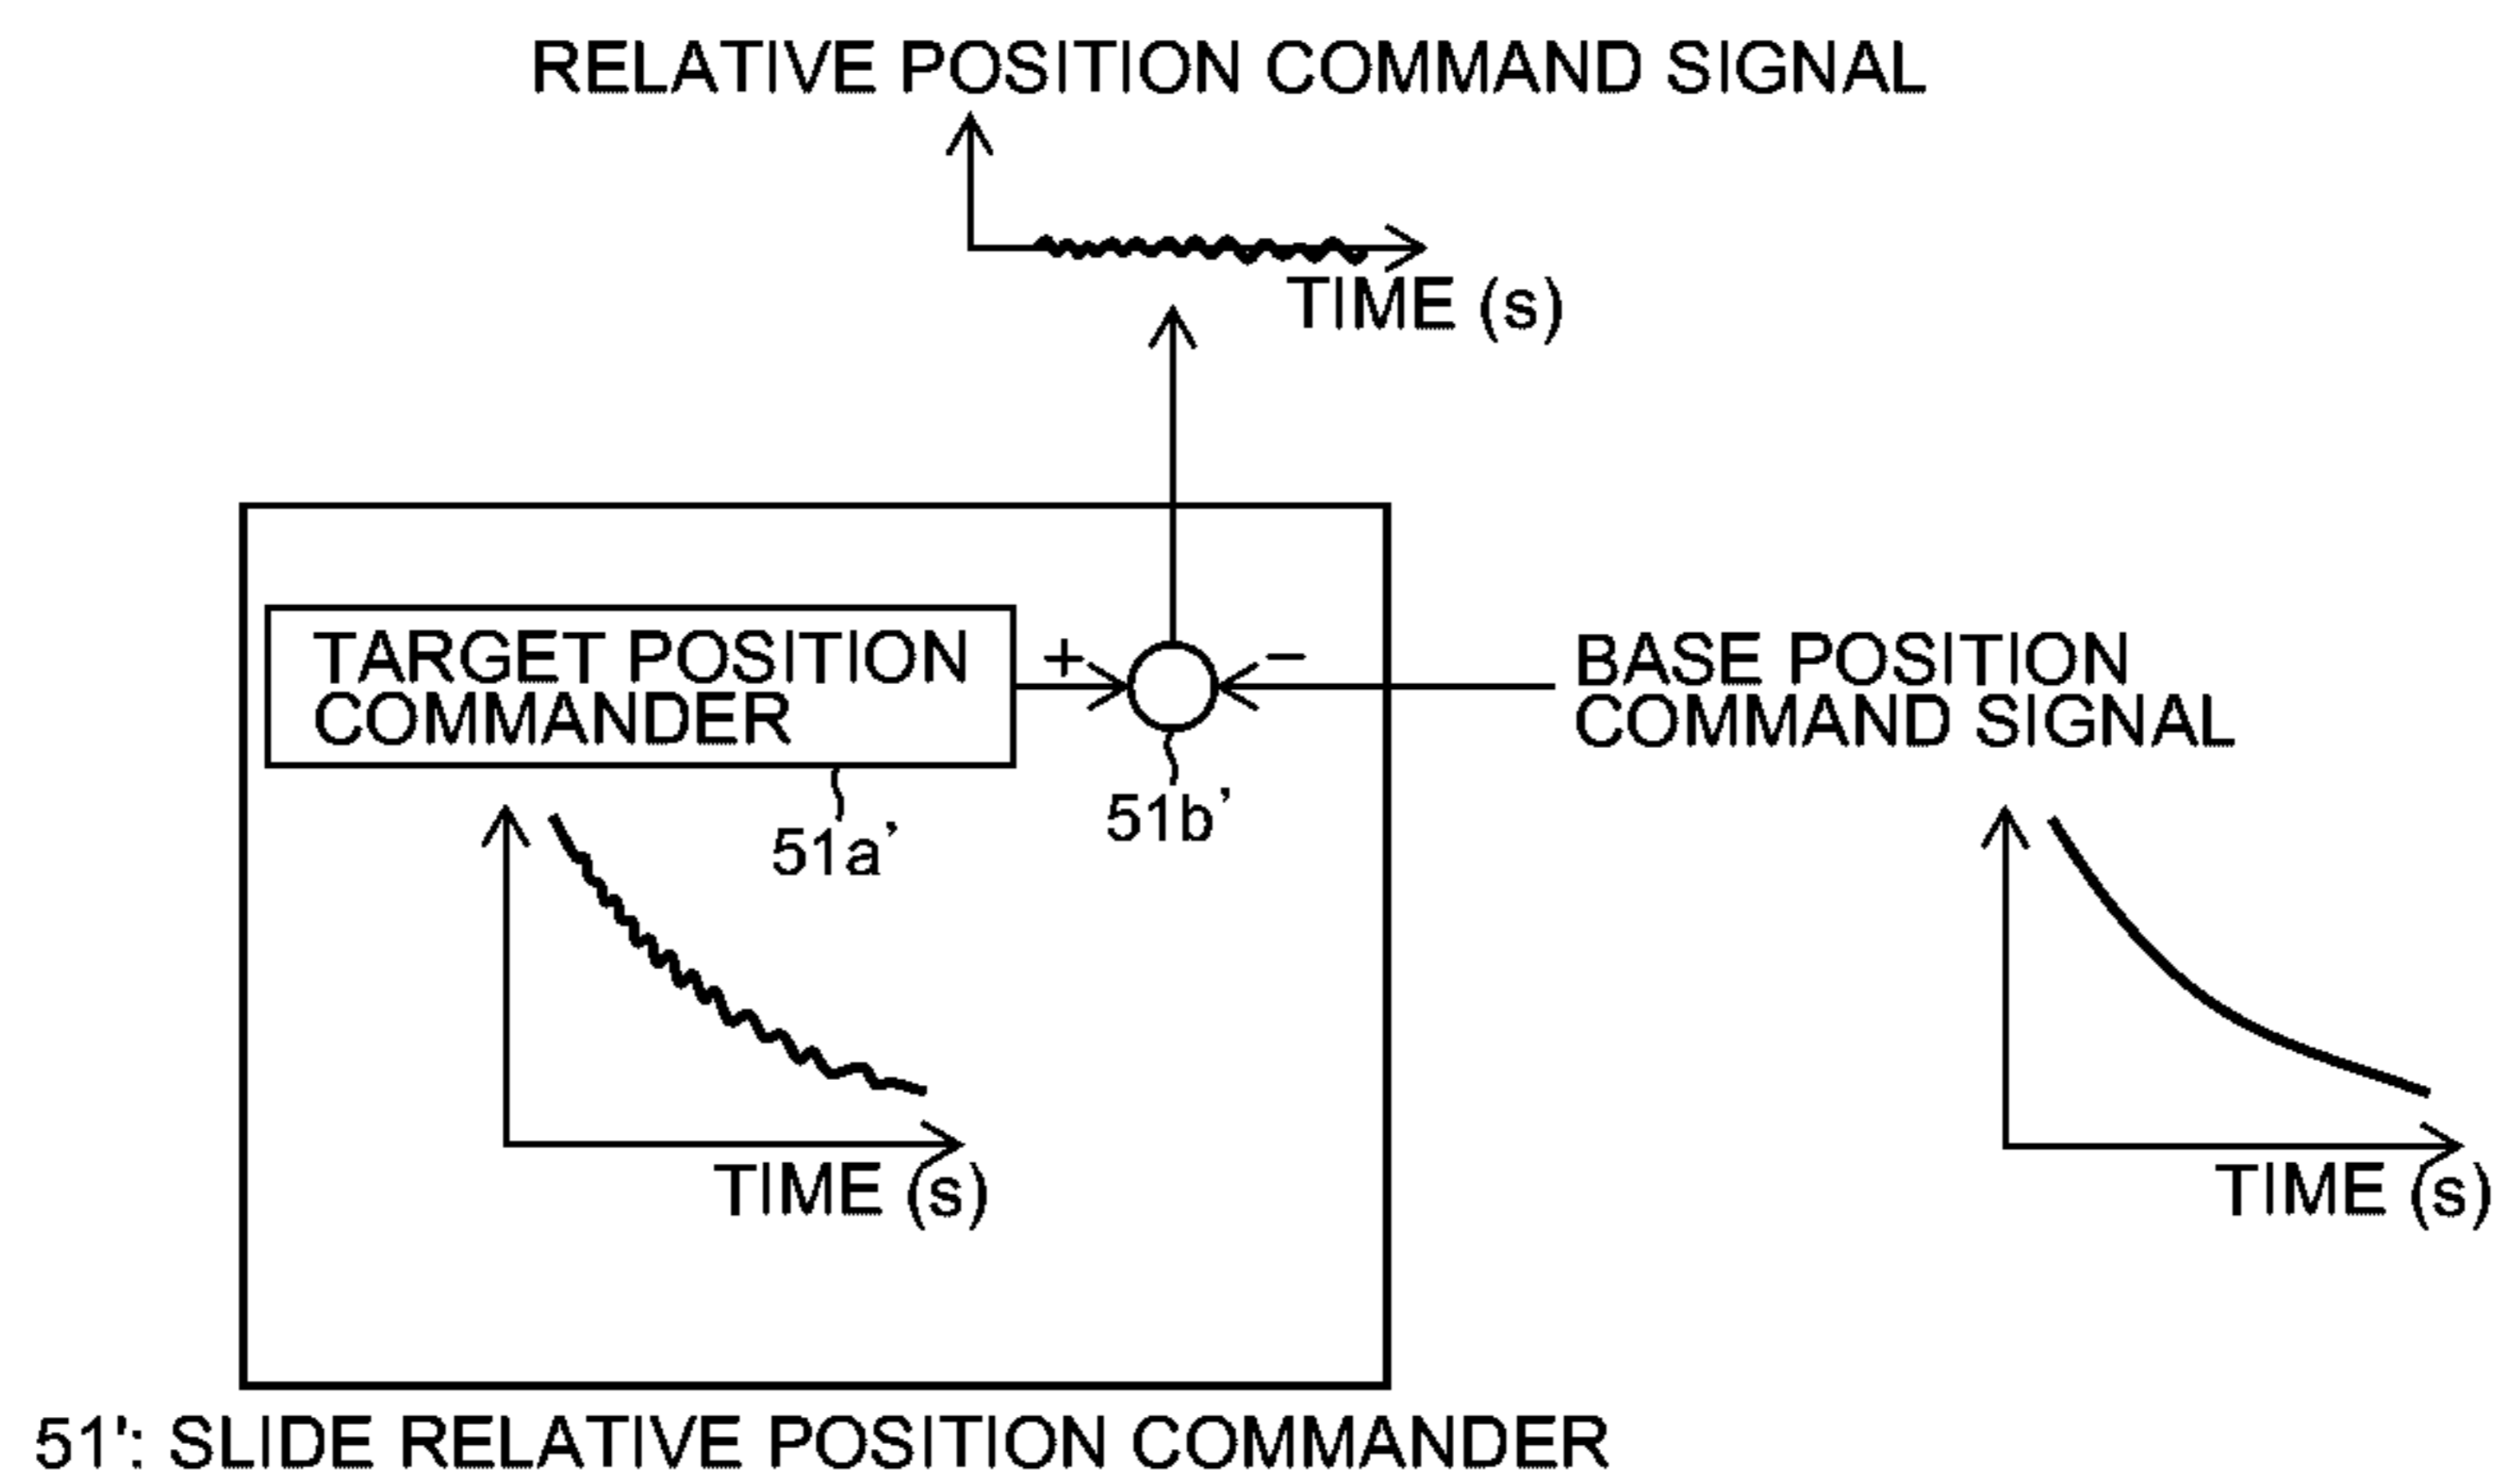 RELATIVE POSITION COMMAND SIGNAL
TIME (s)
TARGET POSITION
COMMANDER
+
−
BASE POSITION
COMMAND SIGNAL
51a’
51b’
TIME (s)
TIME (s)
51': SLIDE RELATIVE POSITION COMMANDER